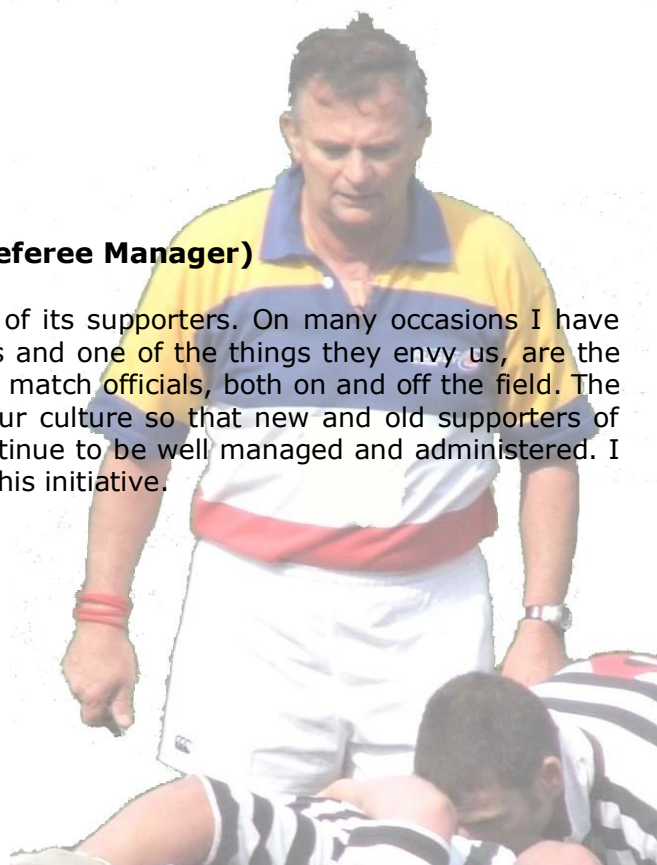 eferee Manager)
of its supporters. On many occasions I have
s and one of the things they envy us, are the
match officials, both on and off the field. The
ur culture so that new and old supporters of
tinue to be well managed and administered. I
his initiative.